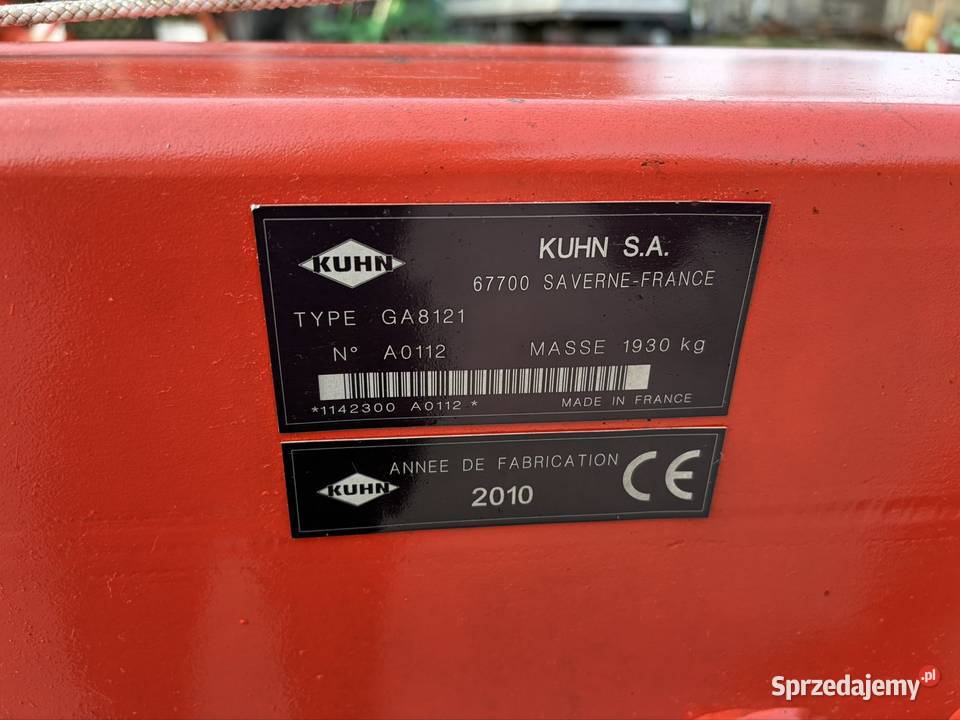 KUHN
KUHN S.A.
67700 SAVERNE-FRANCE
TYPE GA8121
N° A0112 MASSE 1930 kg
*1142300 A0112*
MADE IN FRANCE
KUHN
ANNEE DE FABRICATION
2010
CE
Sprzedajemy.pl